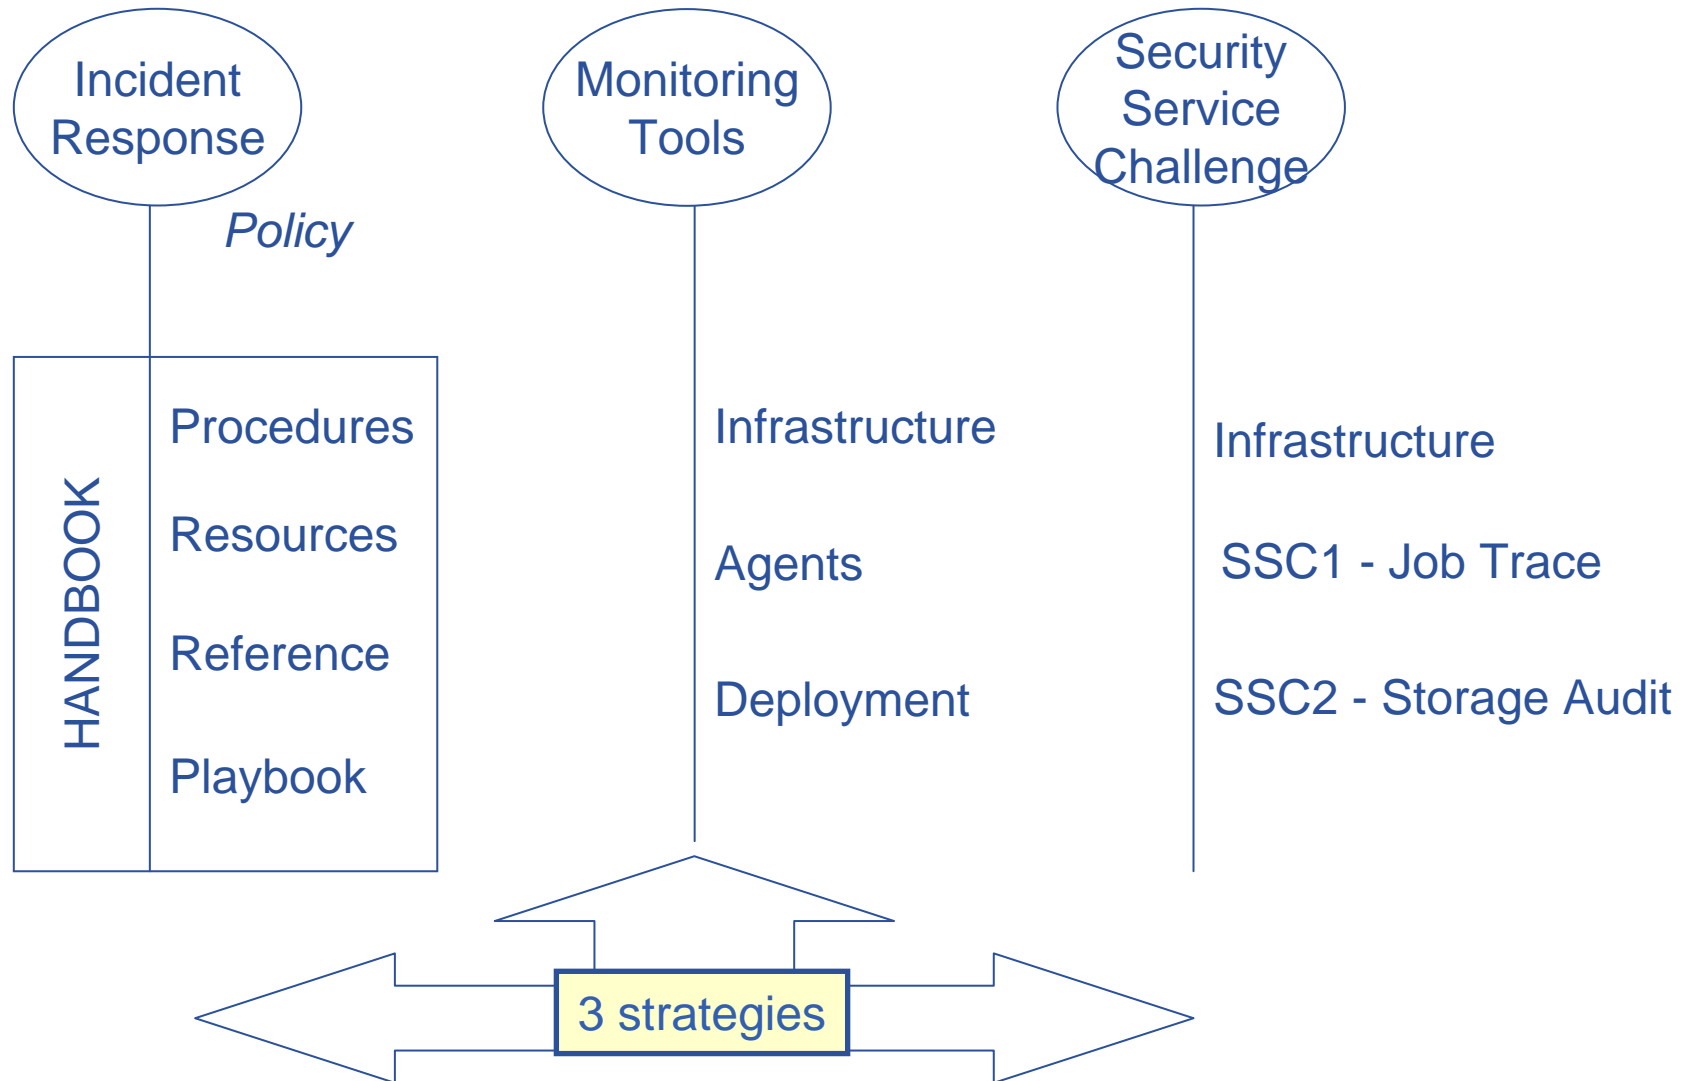 Incident
Response
Policy
HANDBOOK
Procedures
Resources
Reference
Playbook
Monitoring
Tools
Infrastructure
Agents
Deployment
Security
Service
Challenge
Infrastructure
SSC1 - Job Trace
SSC2 - Storage Audit
3 strategies